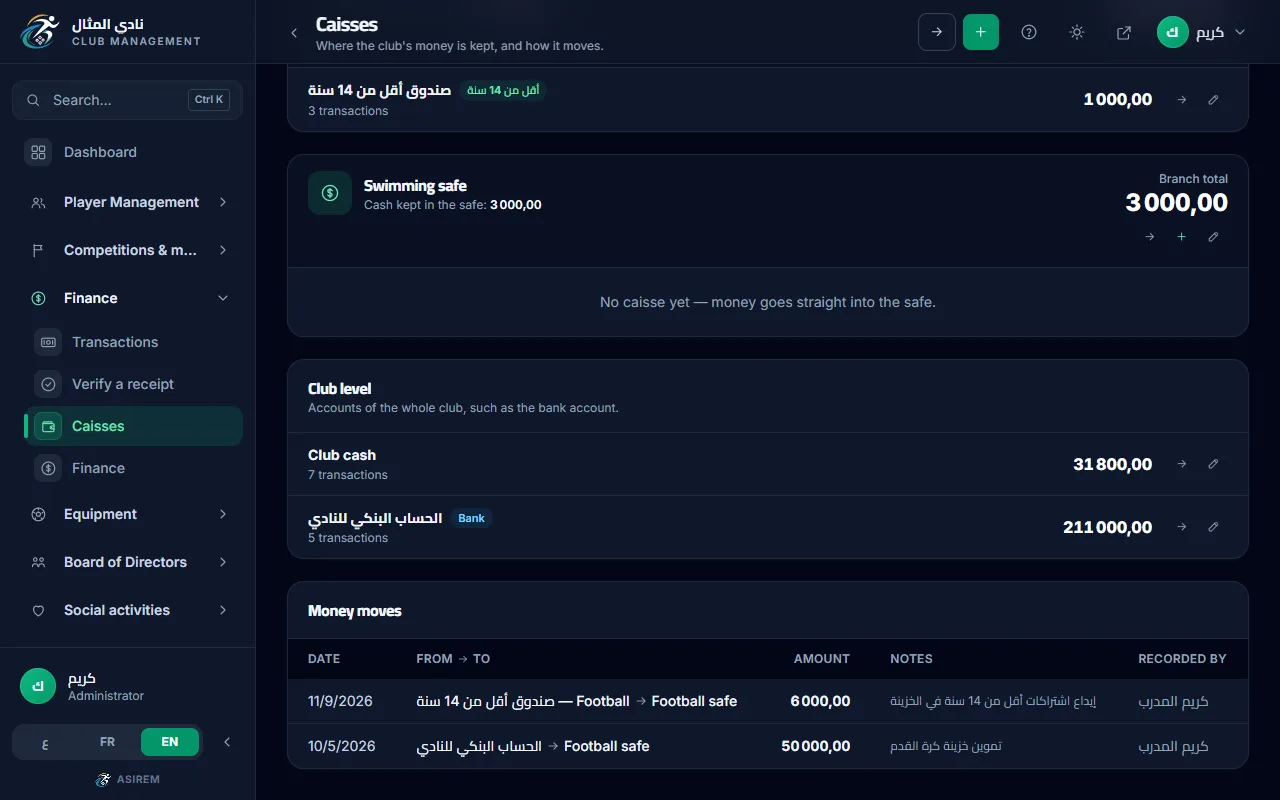 نادي المثال
CLUB MANAGEMENT
Search...
Ctrl K
Dashboard
Player Management
Competitions & m...
Finance
Transactions
Verify a receipt
Caisses
Finance
Equipment
Board of Directors
Social activities
كريم
Administrator
ع
FR
EN
ASIREM
Caisses
Where the club's money is kept, and how it moves.
ك كريم
صندوق أقل من 14 سنة أقل من 14 سنة
3 transactions
1 000,00
Swimming safe
Cash kept in the safe: 3 000,00
Branch total
3 000,00
No caisse yet — money goes straight into the safe.
Club level
Accounts of the whole club, such as the bank account.
Club cash
7 transactions
31 800,00
الحساب البنكي للنادي Bank
5 transactions
211 000,00
Money moves
DATE FROM → TO AMOUNT NOTES RECORDED BY
11/9/2026 صندوق أقل من 14 سنة — Football → Football safe 6 000,00 إيداع اشتراكات أقل من 14 سنة في الخزينة كريم المدرب
10/5/2026 الحساب البنكي للنادي → Football safe 50 000,00 تموين خزينة كرة القدم كريم المدرب